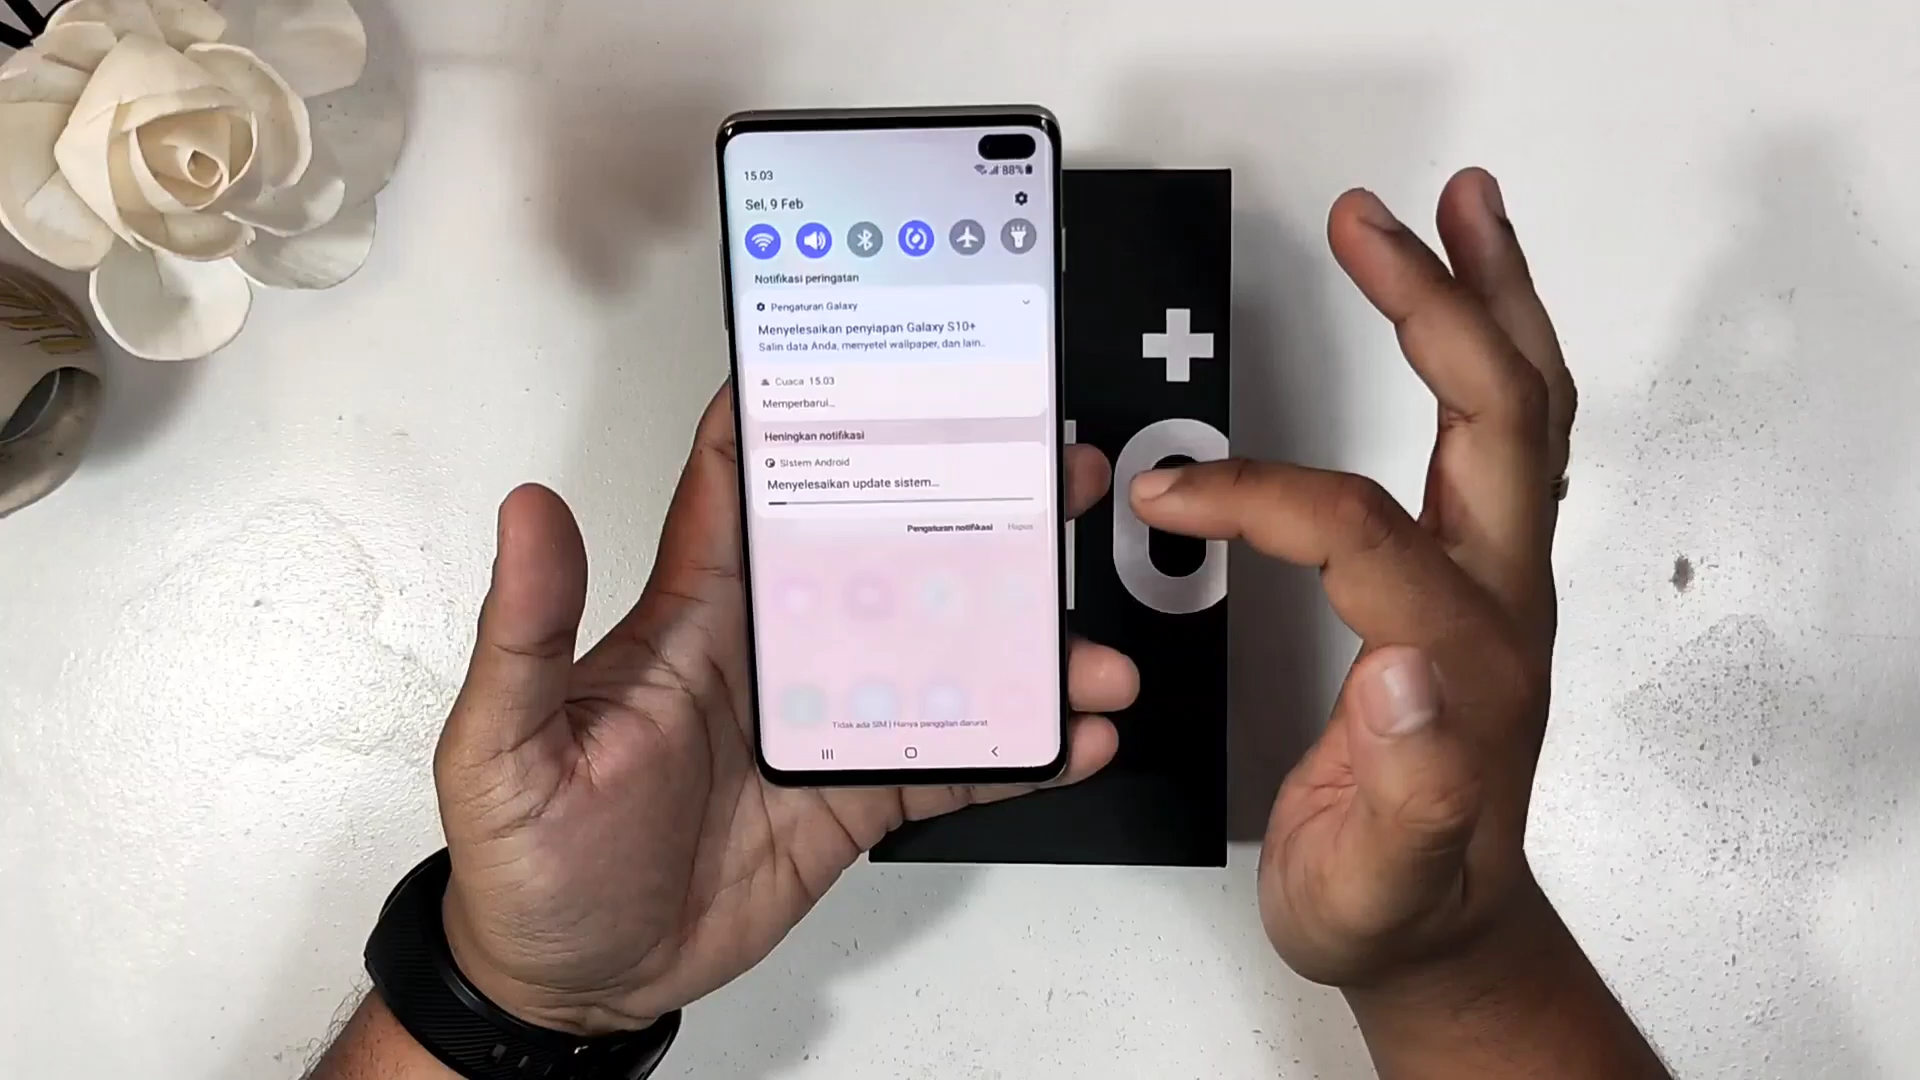 15.03
88%
Sel, 9 Feb
Notifikasi peringatan
Pengaturan Galaxy
Menyelesaikan penyiapan Galaxy S10+
Salin data Anda, menyetel wallpaper, dan lain..
Cuaca 15.03
Memperbarui...
Heningkan notifikasi
Sistem Android
Menyelesaikan update sistem...
Pengaturan notifikasi Hapus
Tidak ada SIM | Hanya panggilan darurat
10+